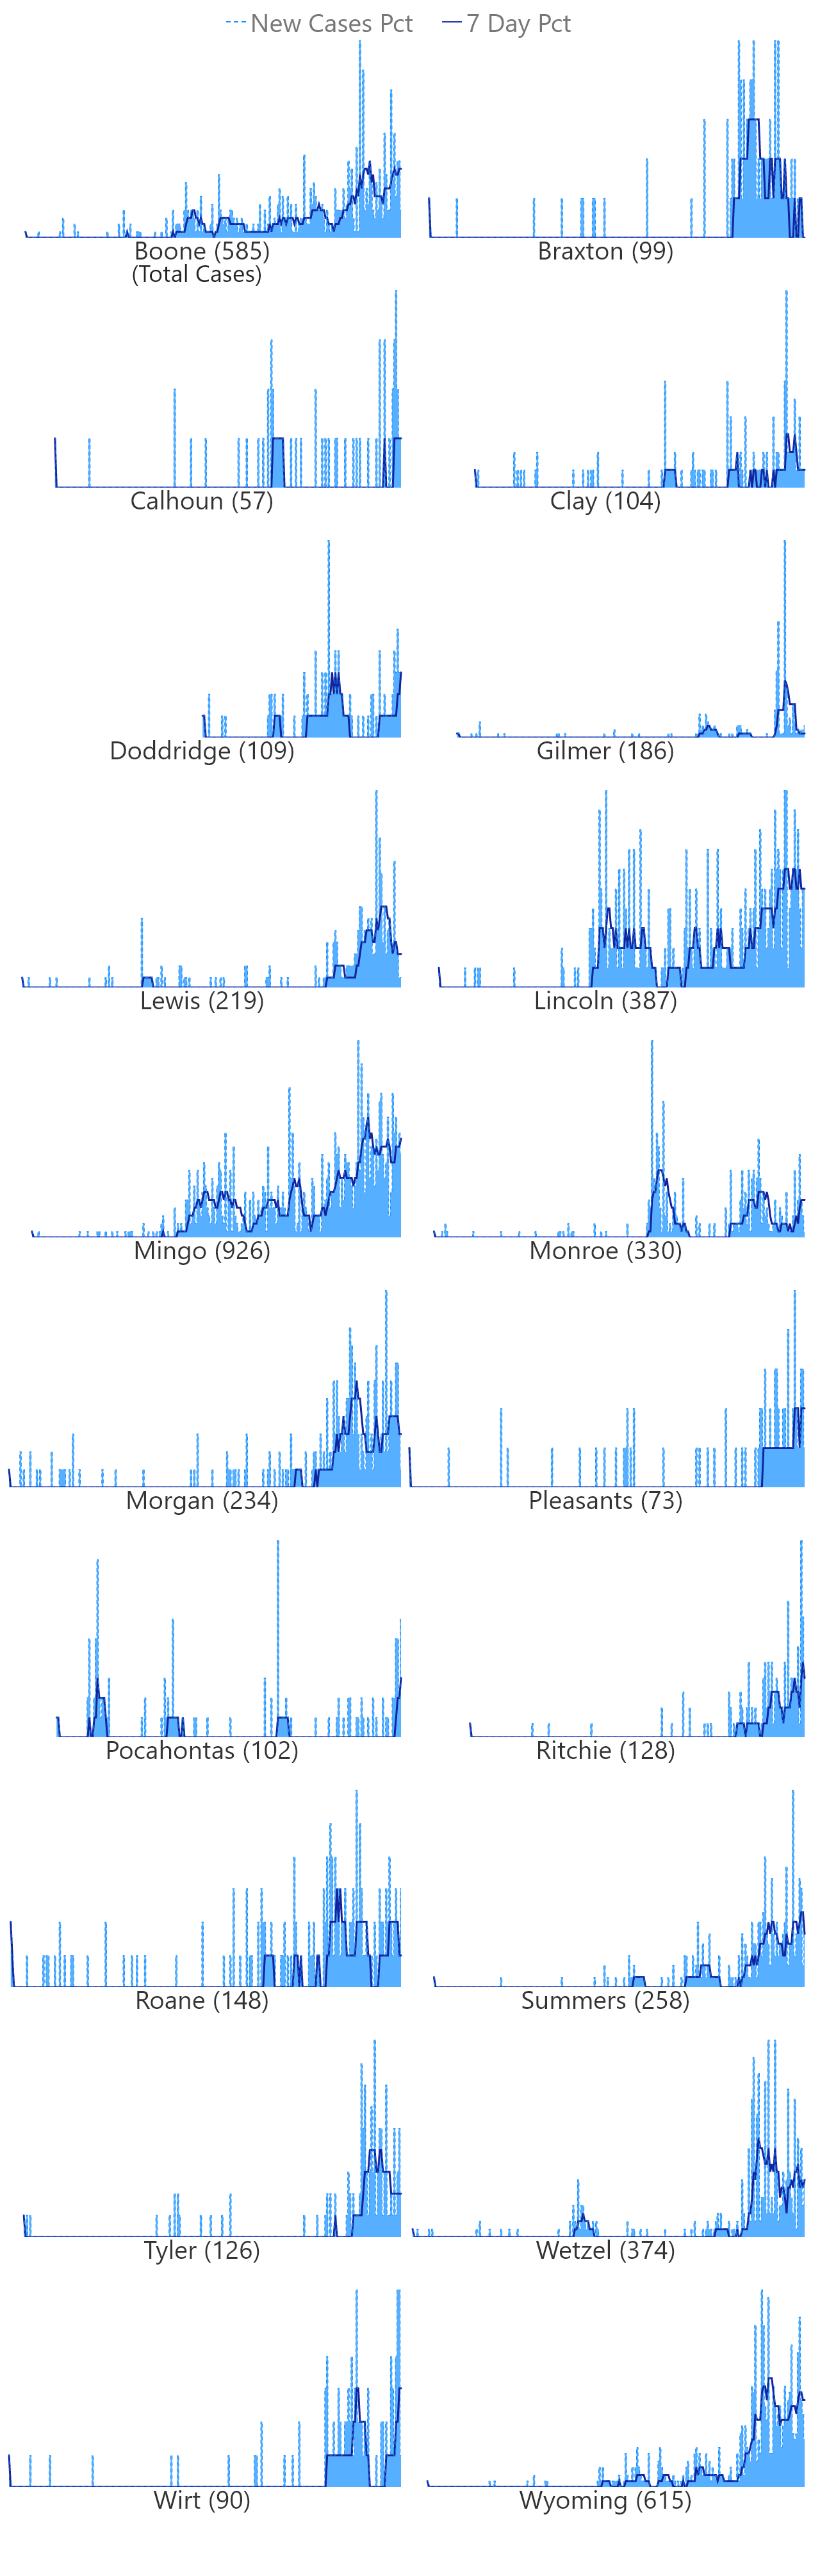 New Cases Pct 7 Day Pct
Boone (585) Braxton (99)
(Total Cases)
Calhoun (57) Clay (104)
Doddridge (109) Gilmer (186)
Lewis (219) Lincoln (387)
Mingo (926) Monroe (330)
Morgan (234) Pleasants (73)
Pocahontas (102) Ritchie (128)
Roane (148) Summers (258)
Tyler (126) Wetzel (374)
Wirt (90) Wyoming (615)